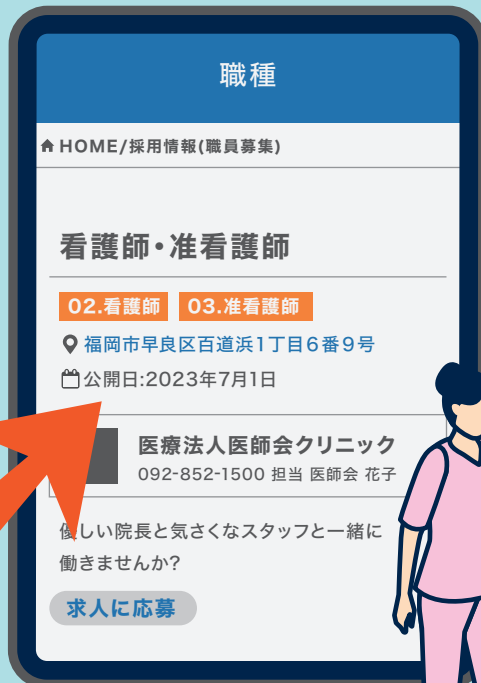 職種
HOME/採用情報(職員募集)
看護師・准看護師
02.看護師 03.准看護師
福岡市早良区百道浜1丁目6番9号
公開日:2023年7月1日
医療法人医師会クリニック
092-852-1500 担当 医師会 花子
優しい院長と気さくなスタッフと一緒に
働きませんか?
求人に応募